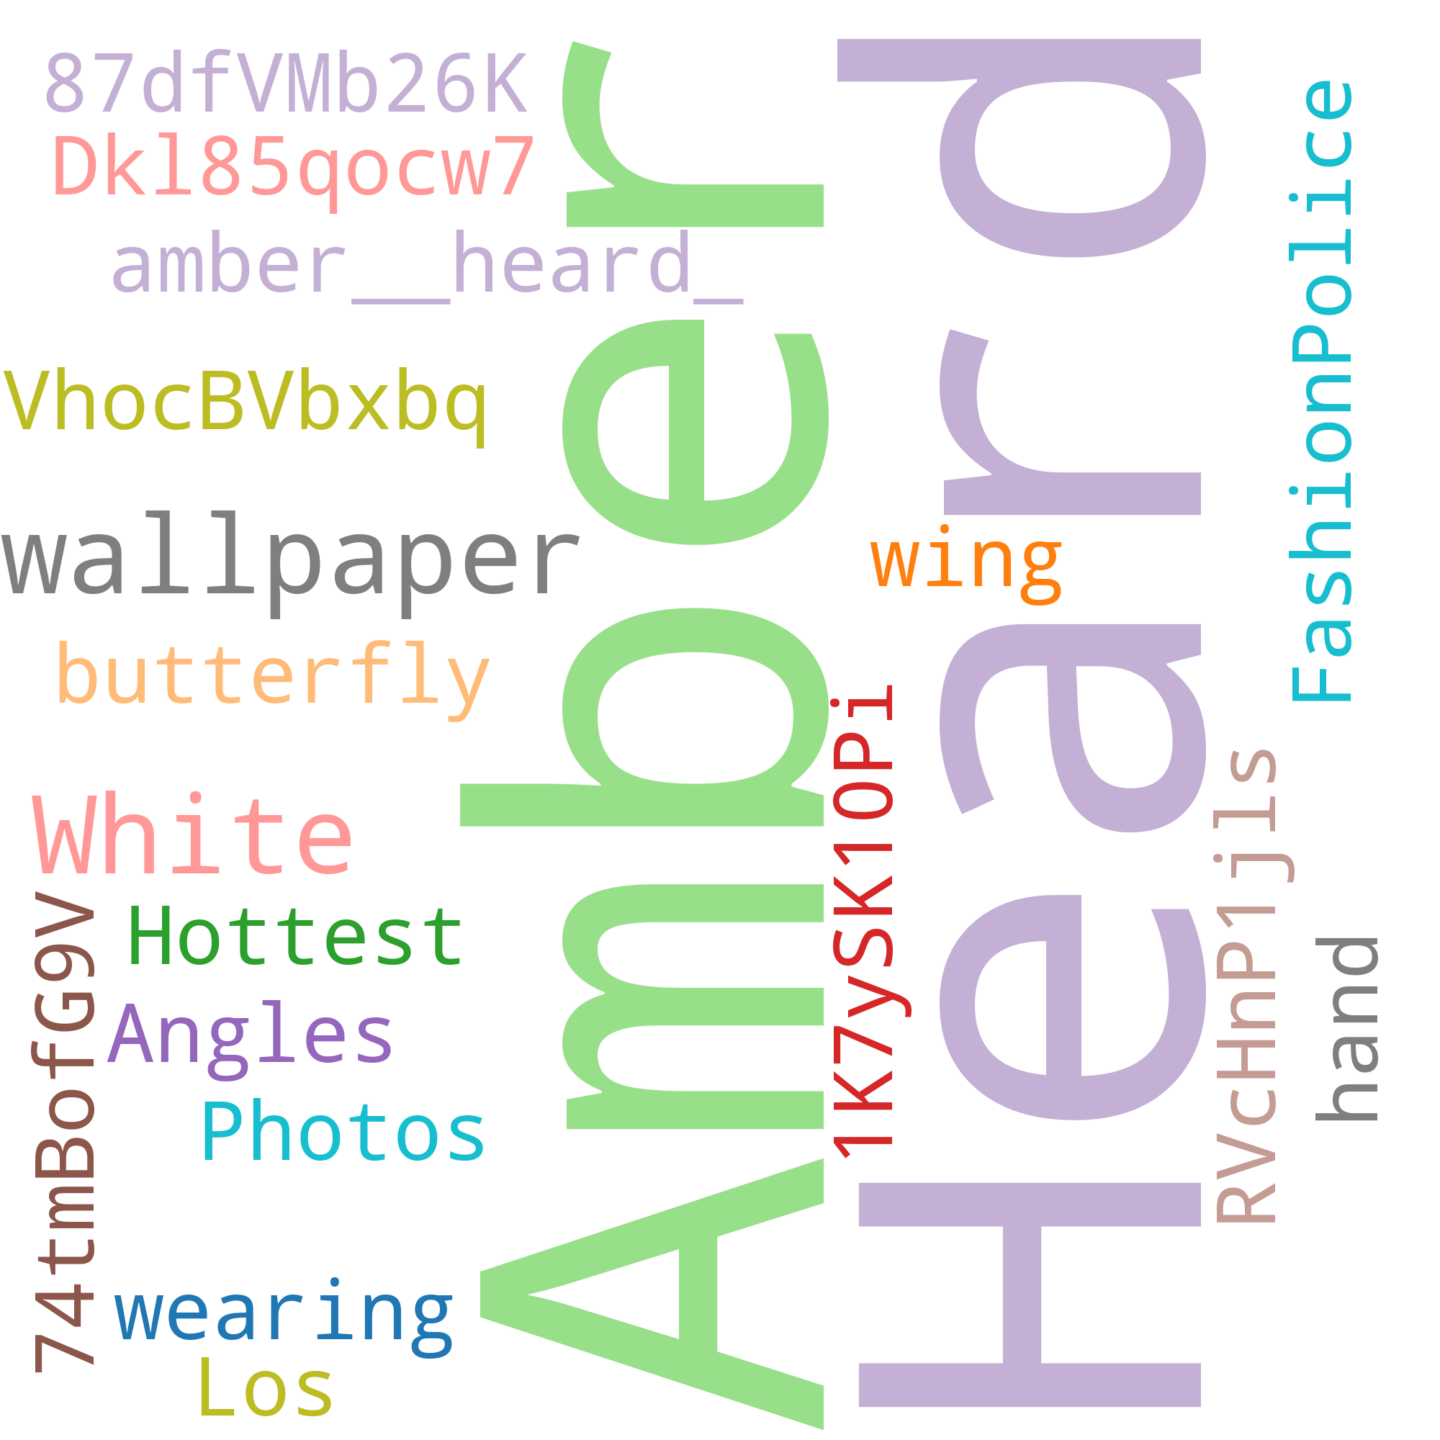 87dfVMb26K
Dkl85qocw7
amber__heard_
VhocBVbxbq
wallpaper
butterfly
White
Hottest
Angles
Photos
74tmBofG9V
wearing
Los
Amber
Heard
wing
1K7ySK10Pi
FashionPolice
RVcHnP1jls
hand